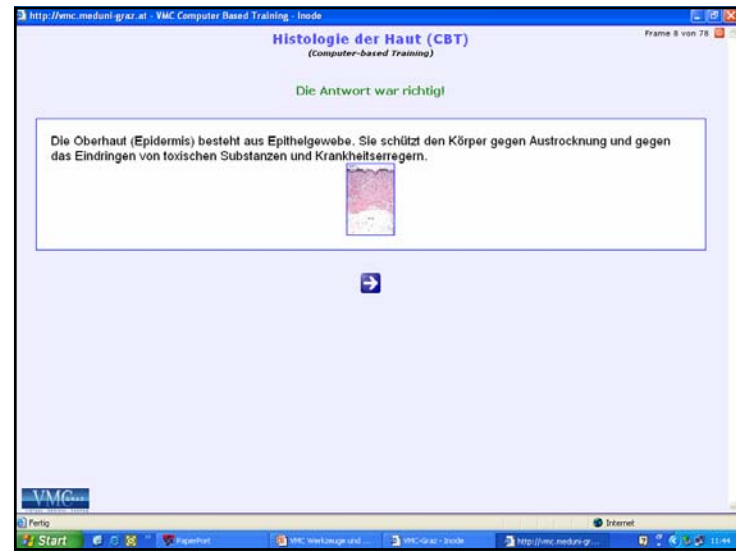 http://vmc.meduni-graz.at - VMC Computer Based Training - Inode
Histologie der Haut (CBT)
Frame 8 von 78
(Computer-based Training)
Die Antwort war richtig!
Die Oberhaut (Epidermis) besteht aus Epithelgewebe. Sie schützt den Körper gegen Austrocknung und gegen
das Eindringen von toxischen Substanzen und Krankheitserregern.
VMC
Fertig
Internet
Start
PaperPort
VMC Werkzeuge und ...
VMC-Graz - Inode
http://vmc.meduni-gr...
11:44